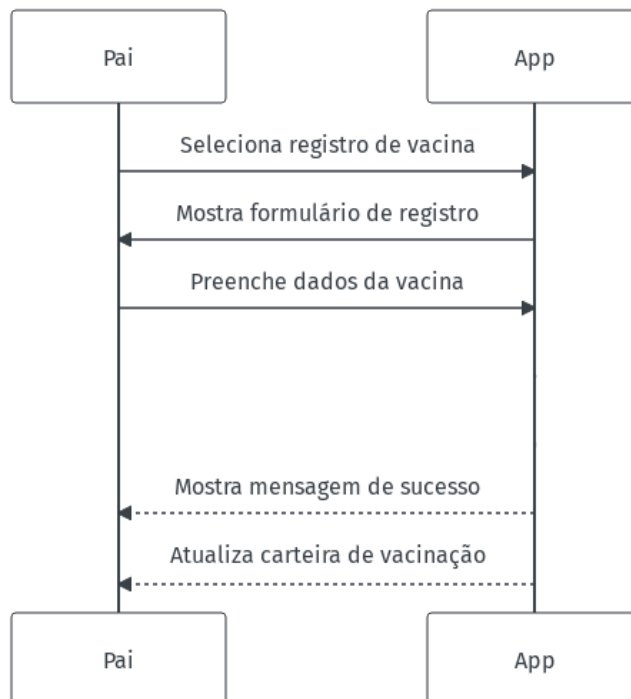 Pai
App
Seleciona registro de vacina
Mostra formulário de registro
Preenche dados da vacina
Mostra mensagem de sucesso
Atualiza carteira de vacinação
Pai
App